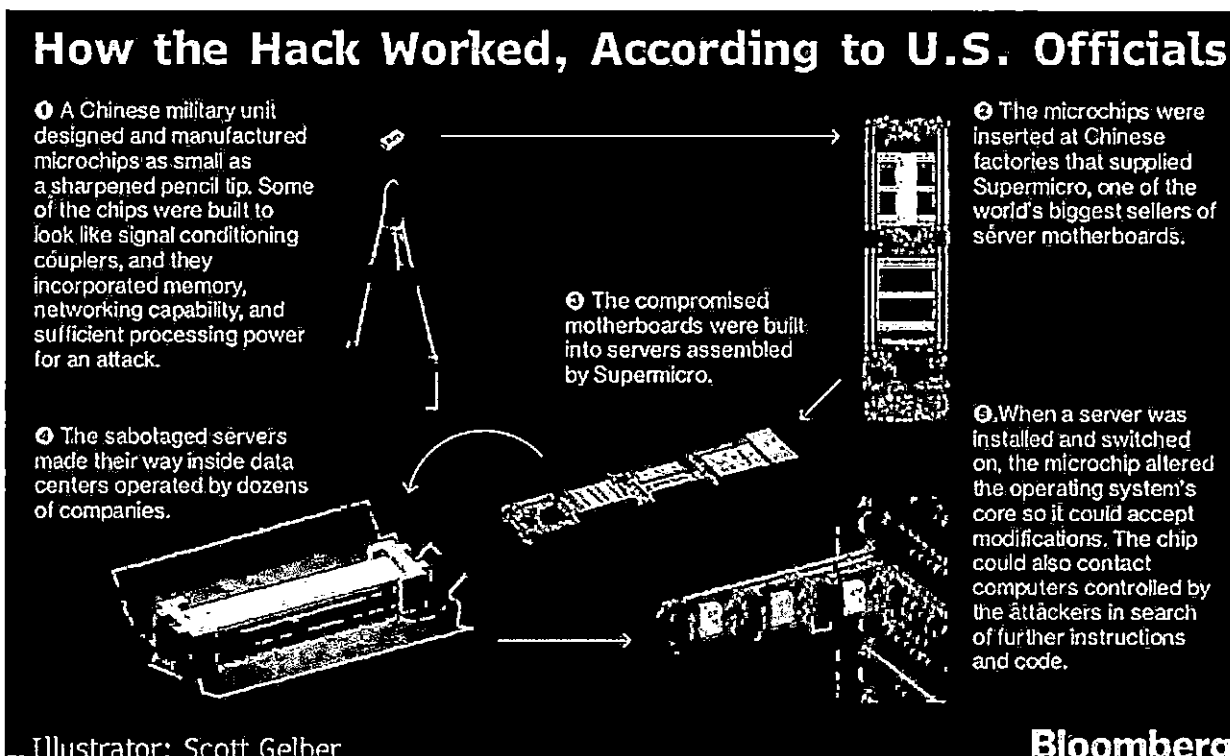 How the Hack Worked, According to U.S. Officials
❶ A Chinese military unit
designed and manufactured
microchips as small as
a sharpened pencil tip. Some
of the chips were built to
look like signal conditioning
couplers, and they
incorporated memory,
networking capability, and
sufficient processing power
for an attack.
❷ The microchips were
inserted at Chinese
factories that supplied
Supermicro, one of the
world's biggest sellers of
server motherboards.
❸ The compromised
motherboards were built
into servers assembled
by Supermicro.
❹ The sabotaged servers
made their way inside data
centers operated by dozens
of companies.
❺ When a server was
installed and switched
on, the microchip altered
the operating system's
core so it could accept
modifications. The chip
could also contact
computers controlled by
the attackers in search
of further instructions
and code.
Illustrator: Scott Gelber
Bloomberg